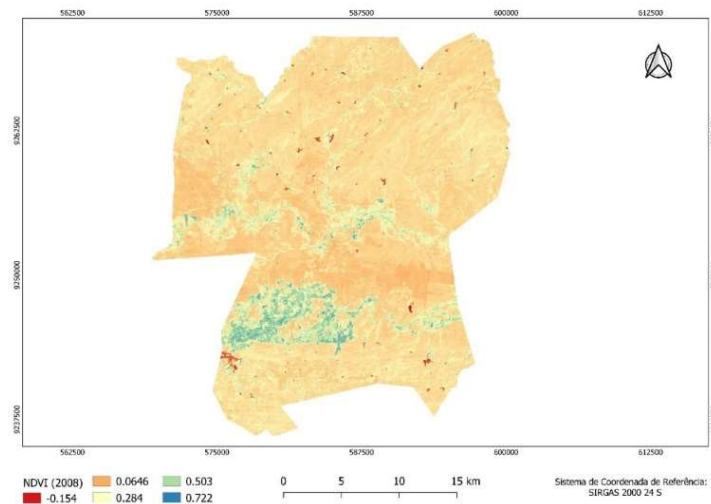 562500 575000 587500 600000 612500
9262500
9250000
9237500
562500 575000 587500 600000 612500
NDVI (2008) 0.0646 0.503 0 5 10 15 km
-0.154 0.284 0.722
Sistema de Coordenada de Referência:
SIRGAS 2000 24 S